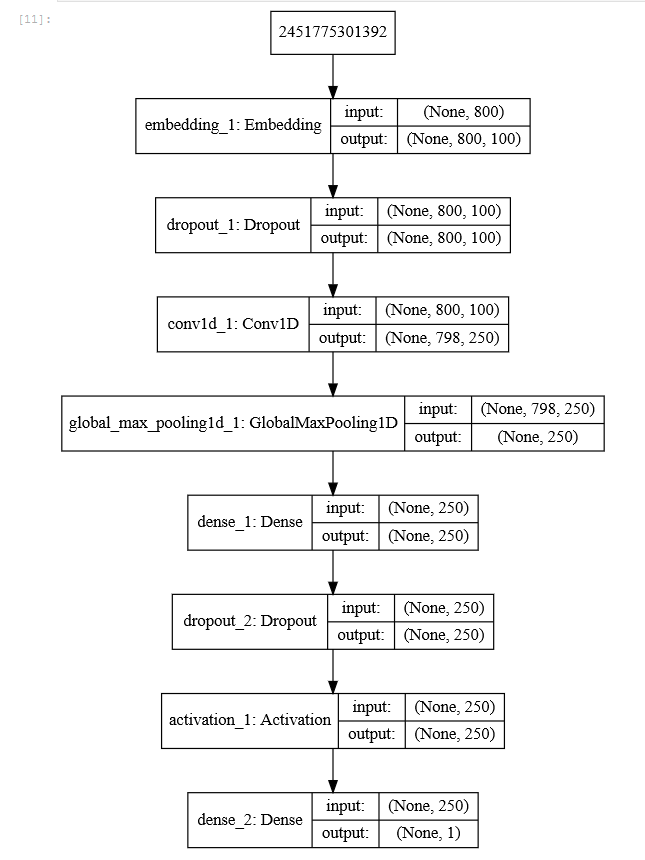 [11]:
2451775301392
embedding_1: Embedding
input: (None, 800)
output: (None, 800, 100)
dropout_1: Dropout
input: (None, 800, 100)
output: (None, 800, 100)
conv1d_1: Conv1D
input: (None, 800, 100)
output: (None, 798, 250)
global_max_pooling1d_1: GlobalMaxPooling1D
input: (None, 798, 250)
output: (None, 250)
dense_1: Dense
input: (None, 250)
output: (None, 250)
dropout_2: Dropout
input: (None, 250)
output: (None, 250)
activation_1: Activation
input: (None, 250)
output: (None, 250)
dense_2: Dense
input: (None, 250)
output: (None, 1)